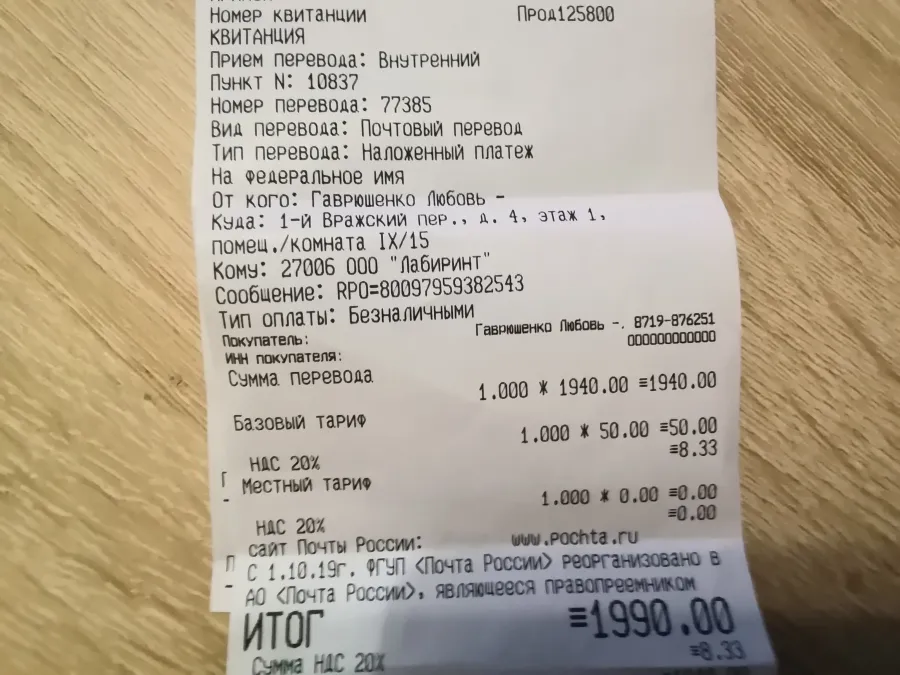 Номер квитанции Прод125800
КВИТАНЦИЯ
Прием перевода: Внутренний
Пункт N: 10837
Номер перевода: 77385
Вид перевода: Почтовый перевод
Тип перевода: Наложенный платеж
На федеральное имя
От кого: Гаврюшенко Любовь -
Куда: 1-й Вражский пер., д. 4, этаж 1,
помещ./комната IX/15
Кому: 27006 ООО "Лабиринт"
Сообщение: RPO=80097959382543
Тип оплаты: Безналичными
Покупатель: Гаврюшенко Любовь -, 8719-876251
ИНН покупателя: 000000000000
Сумма перевода
1.000 * 1940.00 ≡1940.00
Базовый тариф
1.000 * 50.00 ≡50.00
НДС 20% ≡8.33
Местный тариф
1.000 * 0.00 ≡0.00
НДС 20% ≡0.00
сайт Почты России: www.pochta.ru
С 1.10.19г. ФГУП <Почта России> реорганизовано в
АО <Почта России>, являющееся правопреемником
ИТОГ ≡1990.00
Сумма НДС 20% ≡8.33